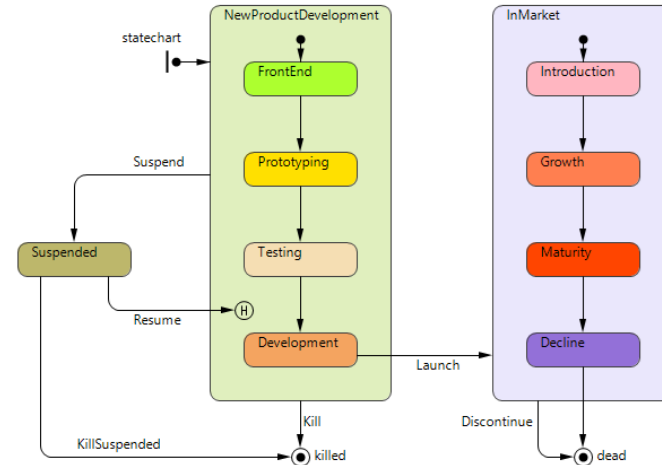 NewProductDevelopment
InMarket
statechart
FrontEnd
Introduction
Suspend
Prototyping
Growth
Suspended
Testing
Maturity
H
Resume
Development
Decline
Launch
Kill
Discontinue
KillSuspended
killed
dead